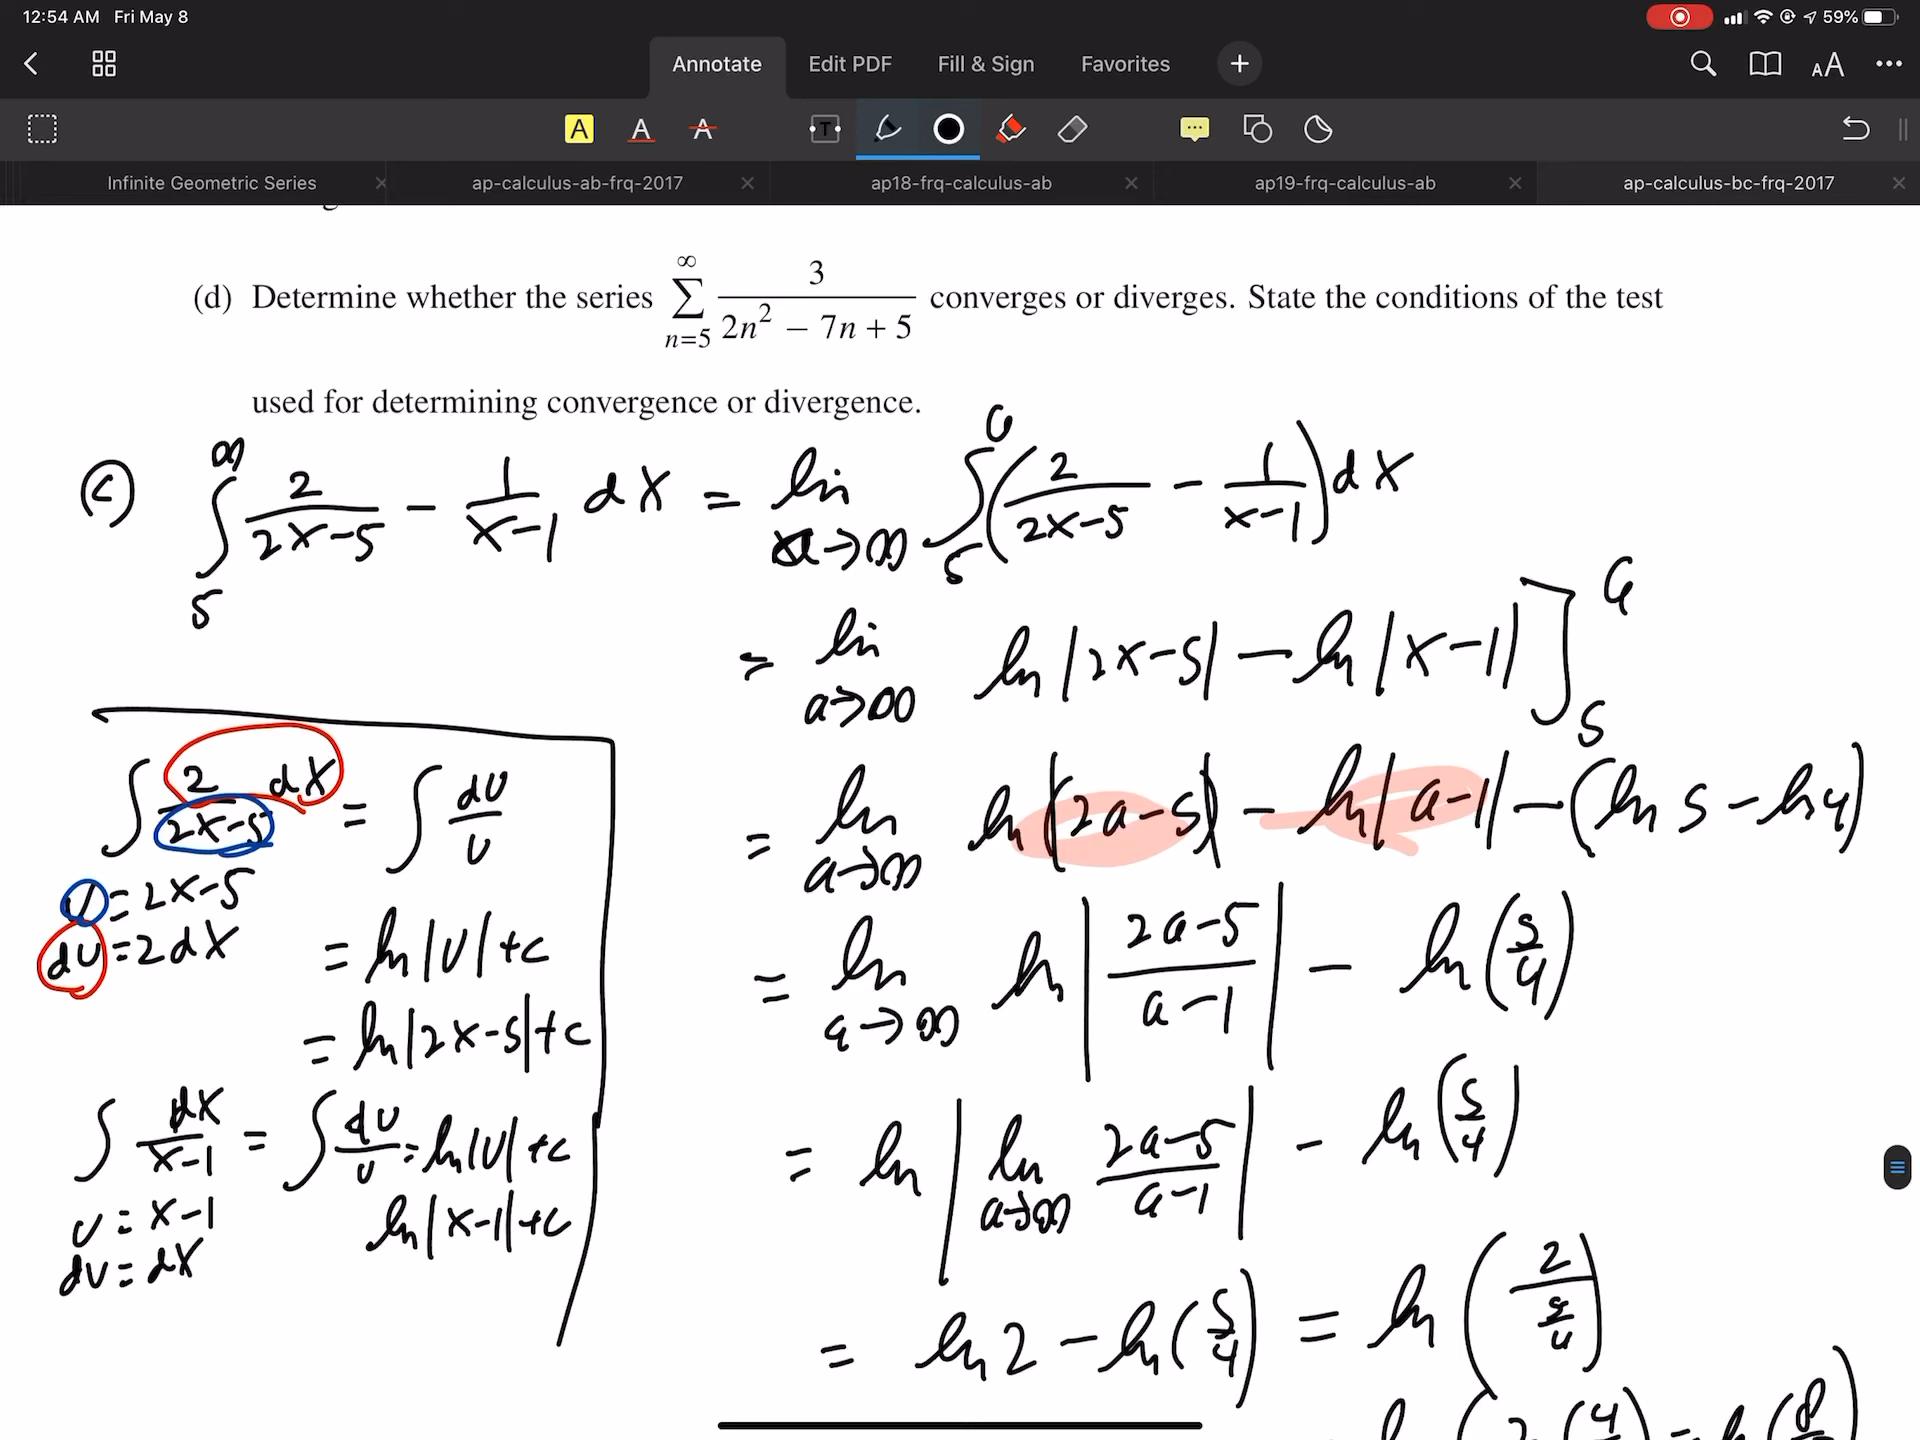 12:54 AM Fri May 8 59%
Annotate Edit PDF Fill & Sign Favorites +
Infinite Geometric Series × ap-calculus-ab-frq-2017 × ap18-frq-calculus-ab × ap19-frq-calculus-ab × ap-calculus-bc-frq-2017 ×
(d) Determine whether the series ∑_{n=5}^{∞} 3/(2n² − 7n + 5) converges or diverges. State the conditions of the test
used for determining convergence or divergence.
(c) ∫_5^∞ 2/(2x-5) - 1/(x-1) dx = lim_{a→∞} ∫_5^a (2/(2x-5) - 1/(x-1)) dx
= lim_{a→∞} ln|2x-5| - ln|x-1| ]_5^a
= lim_{a→∞} ln|2a-5| - ln|a-1| - (ln 5 - ln 4)
= lim_{a→∞} ln|(2a-5)/(a-1)| - ln(5/4)
= ln|lim_{a→∞} (2a-5)/(a-1)| - ln(5/4)
= ln 2 - ln(5/4) = ln(2/(5/4))
∫ 2/(2x-5) dx = ∫ du/u
u = 2x-5
du = 2dx
= ln|u| + c
= ln|2x-5| + c
∫ dx/(x-1) = ∫ du/u = ln|u| + c
u = x-1
ln|x-1| + c
du = dx